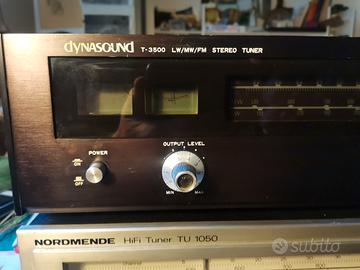 dynasound T-3500 LW/MW/FM STEREO TUNER
OUTPUT LEVEL
POWER
ON
OFF
MIN MAX
NORDMENDE HiFi Tuner TU 1050
channel
subito